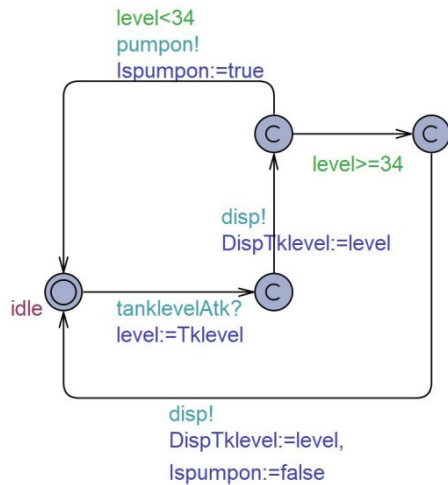 level<34
pumpon!
Ispumpon:=true
C
C
level>=34
disp!
DispTklevel:=level
idle
tanklevelAtk?
level:=Tklevel
C
disp!
DispTklevel:=level,
Ispumpon:=false